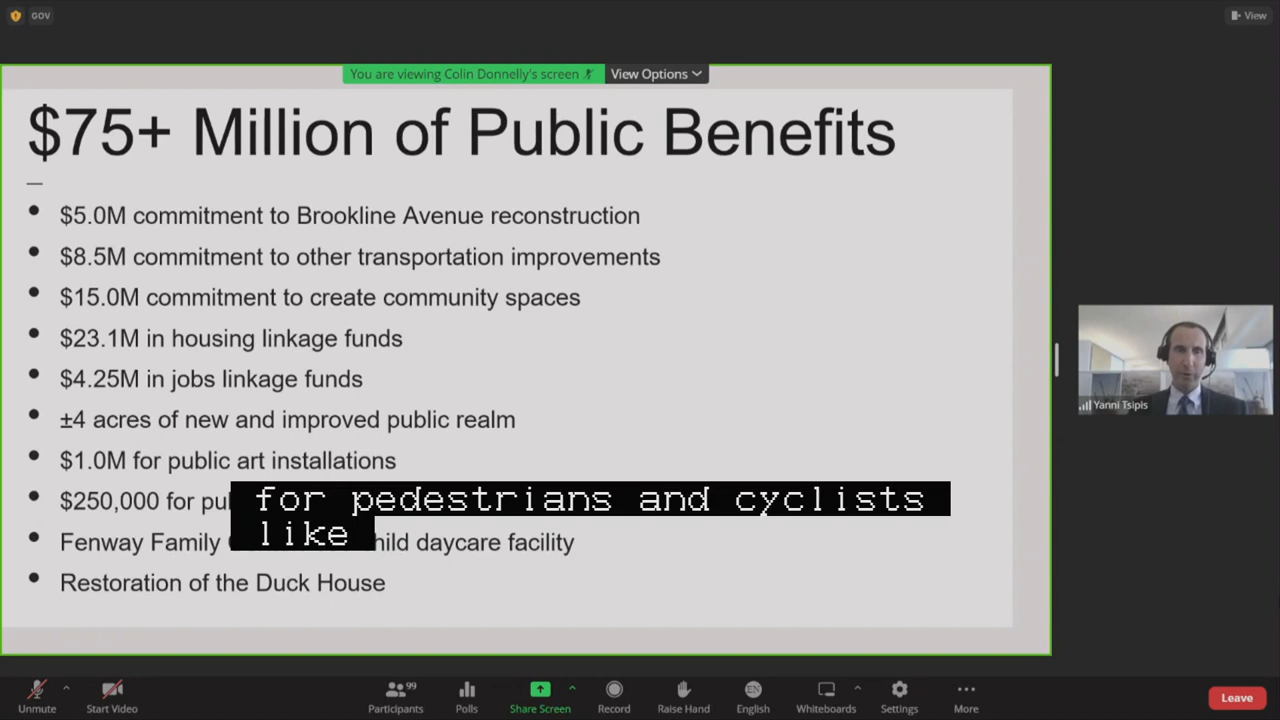 GOV
View
You are viewing Colin Donnelly's screen
View Options
$75+ Million of Public Benefits
• $5.0M commitment to Brookline Avenue reconstruction
• $8.5M commitment to other transportation improvements
• $15.0M commitment to create community spaces
• $23.1M in housing linkage funds
• $4.25M in jobs linkage funds
• ±4 acres of new and improved public realm
• $1.0M for public art installations
• $250,000 for
for pedestrians and cyclists
like
• Fenway Family daycare facility
• Restoration of the Duck House
Yanni Tsipis
Unmute
Start Video
Participants
99
Polls
Share Screen
Record
Raise Hand
EN
English
Whiteboards
Settings
More
Leave